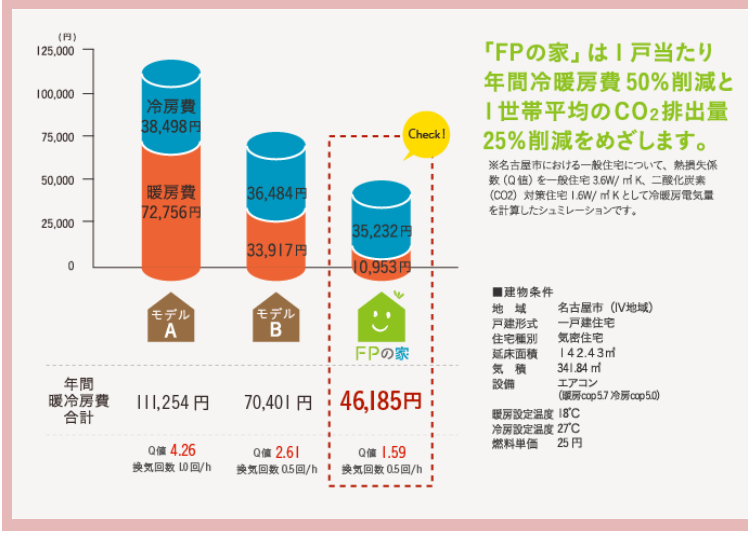 (円)
125,000
100,000
75,000
50,000
25,000
0
冷房費
38,498円
暖房費
72,756円
36,484円
33,917円
35,232円
10,953円
Check!
モデル
A
モデル
B
FPの家
年間
暖冷房費
合計
111,254円
70,401円
46,185円
Q値 4.26
換気回数 1.0回/h
Q値 2.61
換気回数 0.5回/h
Q値 1.59
換気回数 0.5回/h
「FPの家」は1戸当たり
年間冷暖房費50%削減と
1世帯平均のCO2排出量
25%削減をめざします。
※名古屋市における一般住宅について、熱損失係
数(Q値)を一般住宅3.6W/㎡K、二酸化炭素
(CO2)対策住宅1.6W/㎡Kとして冷暖房電気量
を計算したシュミレーションです。
■建物条件
地 域 名古屋市(Ⅳ地域)
戸建形式 一戸建住宅
住宅種別 気密住宅
延床面積 142.43㎡
気 積 341.84㎡
設備 エアコン
(暖房cop5.7 冷房cop5.0)
暖房設定温度 18℃
冷房設定温度 27℃
燃料単価 25円